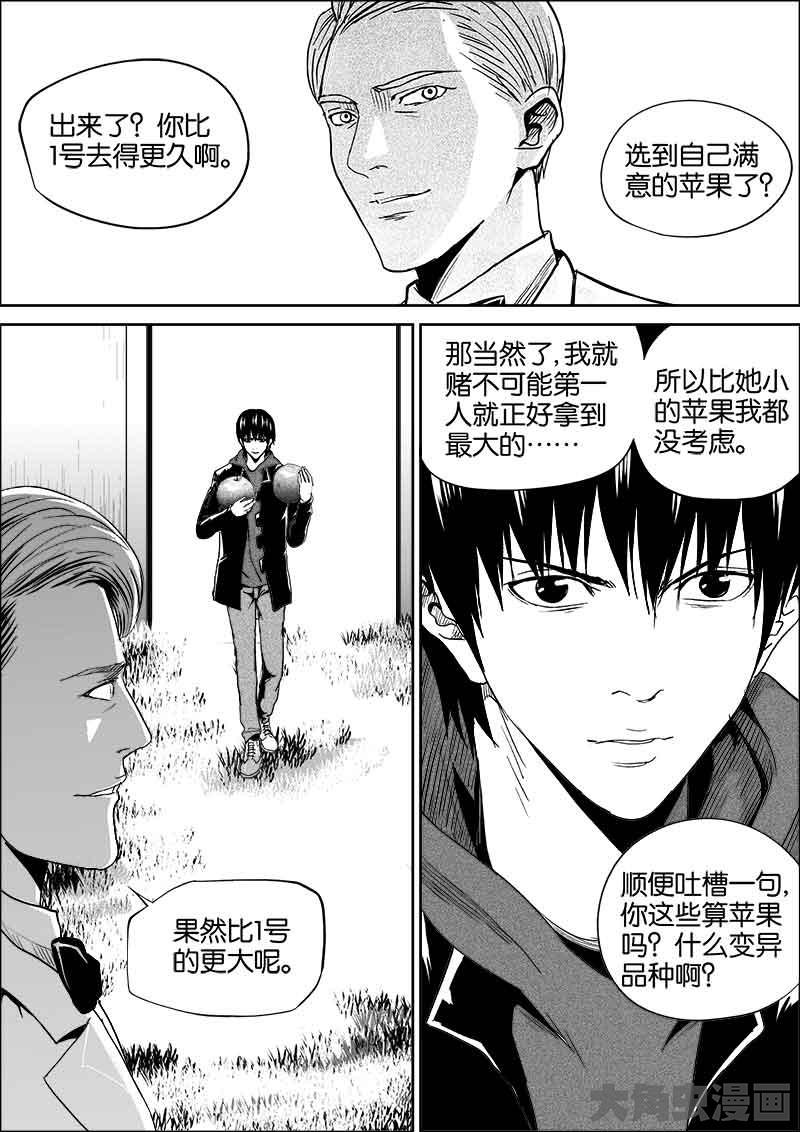 出来了？你比
1号去得更久啊。
选到自己满
意的苹果了？
果然比1号
的更大呢。
那当然了，我就
赌不可能第一
人就正好拿到
最大的……
所以比她小
的苹果我都
没考虑。
顺便吐槽一句，
你这些算苹果
吗？什么变异
品种啊？
大角虫漫画